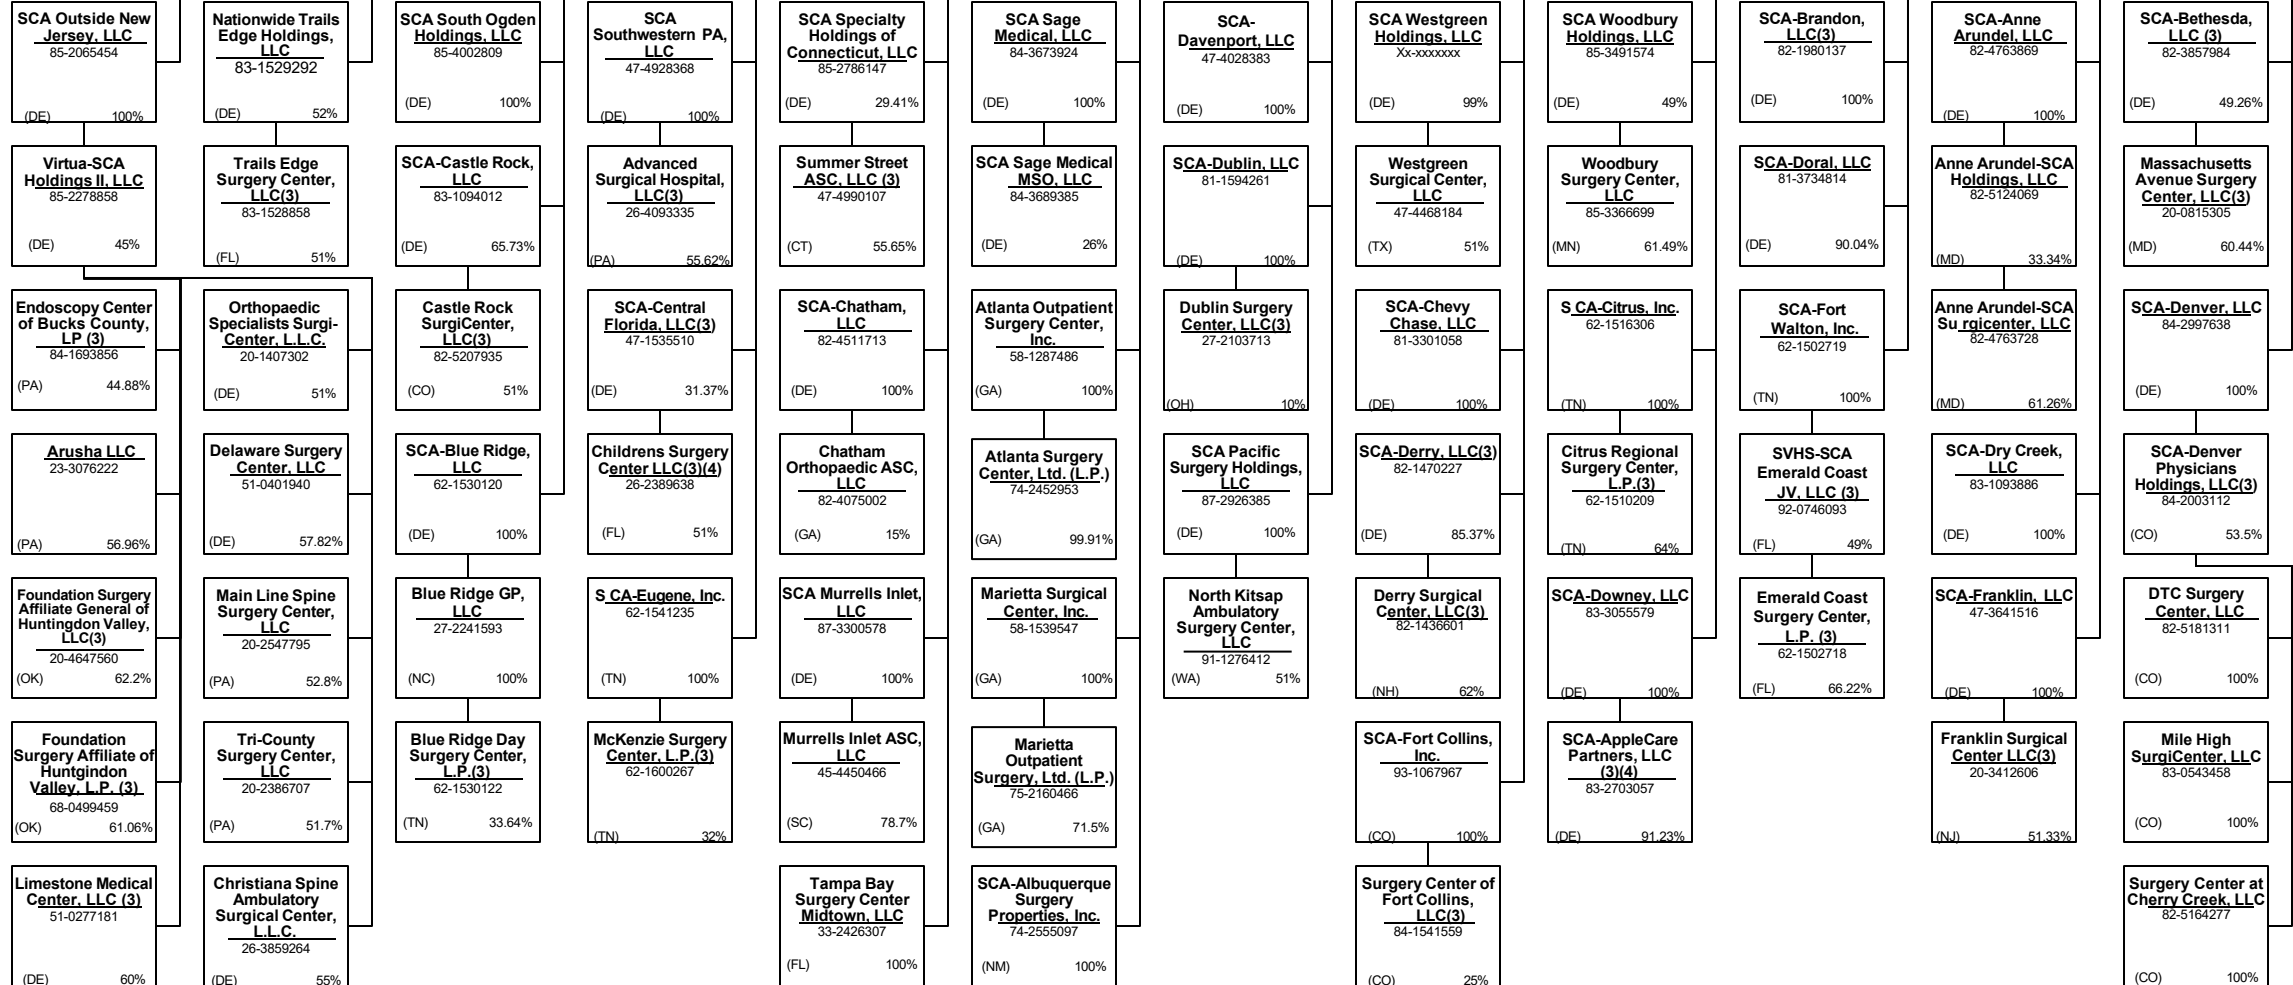 SCA Outside New
Jersey, LLC
85-2065454
(DE) 100%
Nationwide Trails
Edge Holdings,
LLC
83-1529292
(DE) 52%
SCA South Ogden
Holdings, LLC
85-4002809
(DE) 100%
SCA
Southwestern PA,
LLC
47-4928368
(DE) 100%
SCA Specialty
Holdings of
Connecticut, LLC
85-2786147
(DE) 29.41%
SCA Sage
Medical, LLC
84-3673924
(DE) 100%
SCA-
Davenport, LLC
47-4028383
(DE) 100%
SCA Westgreen
Holdings, LLC
Xx-xxxxxxx
(DE) 99%
SCA Woodbury
Holdings, LLC
85-3491574
(DE) 49%
SCA-Brandon,
LLC(3)
82-1980137
(DE) 100%
SCA-Anne
Arundel, LLC
82-4763869
(DE) 100%
SCA-Bethesda,
LLC (3)
82-3857984
(DE) 49.26%
Virtua-SCA
Holdings II, LLC
85-2278858
(DE) 45%
Trails Edge
Surgery Center,
LLC(3)
83-1528858
(FL) 51%
SCA-Castle Rock,
LLC
83-1094012
(DE) 65.73%
Advanced
Surgical Hospital,
LLC(3)
26-4093335
(PA) 55.62%
Summer Street
ASC, LLC (3)
47-4990107
(CT) 55.65%
SCA Sage Medical
MSO, LLC
84-3689385
(DE) 26%
SCA-Dublin, LLC
81-1594261
(DE) 100%
Westgreen
Surgical Center,
LLC
47-4468184
(TX) 51%
Woodbury
Surgery Center,
LLC
85-3366699
(MN) 61.49%
SCA-Doral, LLC
81-3734814
(DE) 90.04%
Anne Arundel-SCA
Holdings, LLC
82-5124069
(MD) 33.34%
Massachusetts
Avenue Surgery
Center, LLC(3)
20-0815305
(MD) 60.44%
Endoscopy Center
of Bucks County,
LP (3)
84-1693856
(PA) 44.88%
Orthopaedic
Specialists Surgi-
Center, L.L.C.
20-1407302
(DE) 51%
Castle Rock
SurgiCenter,
LLC(3)
82-5207935
(CO) 51%
SCA-Central
Florida, LLC(3)
47-1535510
(DE) 31.37%
SCA-Chatham,
LLC
82-4511713
(DE) 100%
Atlanta Outpatient
Surgery Center,
Inc.
58-1287486
(GA) 100%
Dublin Surgery
Center, LLC(3)
27-2103713
(OH) 10%
SCA-Chevy
Chase, LLC
81-3301058
(DE) 100%
S CA-Citrus, Inc.
62-1516306
(TN) 100%
SCA-Fort
Walton, Inc.
62-1502719
(TN) 100%
Anne Arundel-SCA
Su rgicenter, LLC
82-4763728
(MD) 61.26%
SCA-Denver, LLC
84-2997638
(DE) 100%
Arusha LLC
23-3076222
(PA) 56.96%
Delaware Surgery
Center, LLC
51-0401940
(DE) 57.82%
SCA-Blue Ridge,
LLC
62-1530120
(DE) 100%
Childrens Surgery
Center LLC(3)(4)
26-2389638
(FL) 51%
Chatham
Orthopaedic ASC,
LLC
82-4075002
(GA) 15%
Atlanta Surgery
Center, Ltd. (L.P.)
74-2452953
(GA) 99.91%
SCA Pacific
Surgery Holdings,
LLC
87-2926385
(DE) 100%
SCA-Derry, LLC(3)
82-1470227
(DE) 85.37%
Citrus Regional
Surgery Center,
L.P.(3)
62-1510209
(TN) 64%
SVHS-SCA
Emerald Coast
JV, LLC (3)
92-0746093
(FL) 49%
SCA-Dry Creek,
LLC
83-1093886
(DE) 100%
SCA-Denver
Physicians
Holdings, LLC(3)
84-2003112
(CO) 53.5%
Foundation Surgery
Affiliate General of
Huntingdon Valley,
LLC(3)
20-4647560
(OK) 62.2%
Main Line Spine
Surgery Center,
LLC
20-2547795
(PA) 52.8%
Blue Ridge GP,
LLC
27-2241593
(NC) 100%
S CA-Eugene, Inc.
62-1541235
(TN) 100%
SCA Murrells Inlet,
LLC
87-3300578
(DE) 100%
Marietta Surgical
Center, Inc.
58-1539547
(GA) 100%
North Kitsap
Ambulatory
Surgery Center,
LLC
91-1276412
(WA) 51%
Derry Surgical
Center, LLC(3)
82-1436601
(NH) 62%
SCA-Downey, LLC
83-3055579
(DE) 100%
Emerald Coast
Surgery Center,
L.P. (3)
62-1502718
(FL) 66.22%
SCA-Franklin, LLC
47-3641516
(DE) 100%
DTC Surgery
Center, LLC
82-5181311
(CO) 100%
Foundation
Surgery Affiliate of
Huntgindon
Valley, L.P. (3)
68-0499459
(OK) 61.06%
Tri-County
Surgery Center,
LLC
20-2386707
(PA) 51.7%
Blue Ridge Day
Surgery Center,
L.P.(3)
62-1530122
(TN) 33.64%
McKenzie Surgery
Center, L.P.(3)
62-1600267
(TN) 32%
Murrells Inlet ASC,
LLC
45-4450466
(SC) 78.7%
Marietta
Outpatient
Surgery, Ltd. (L.P.)
75-2160466
(GA) 71.5%
SCA-Fort Collins,
Inc.
93-1067967
(CO) 100%
SCA-AppleCare
Partners, LLC
(3)(4)
83-2703057
(DE) 91.23%
Franklin Surgical
Center LLC(3)
20-3412606
(NJ) 51.33%
Mile High
SurgiCenter, LLC
83-0543458
(CO) 100%
Limestone Medical
Center, LLC (3)
51-0277181
(DE) 60%
Christiana Spine
Ambulatory
Surgical Center,
L.L.C.
26-3859264
(DE) 55%
Tampa Bay
Surgery Center
Midtown, LLC
33-2426307
(FL) 100%
SCA-Albuquerque
Surgery
Properties, Inc.
74-2555097
(NM) 100%
Surgery Center of
Fort Collins,
LLC(3)
84-1541559
(CO) 25%
Surgery Center at
Cherry Creek, LLC
82-5164277
(CO) 100%